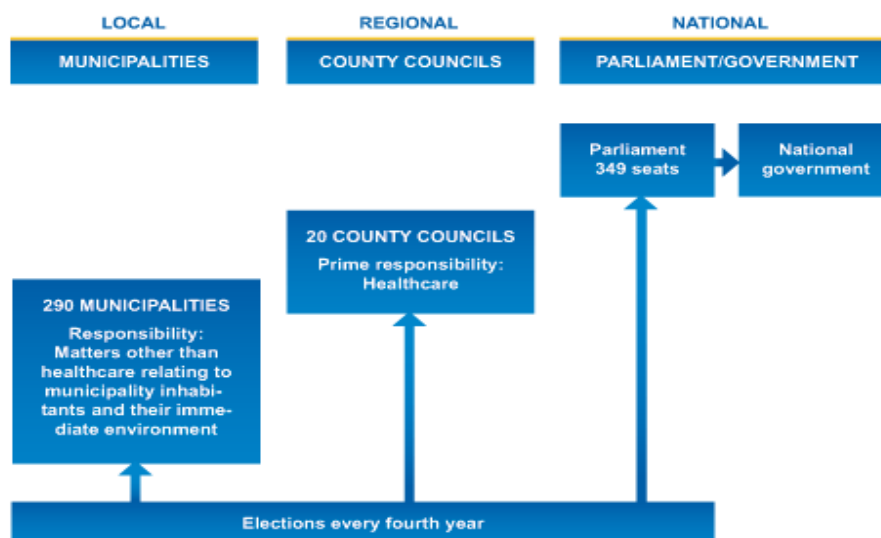 LOCAL
REGIONAL
NATIONAL
MUNICIPALITIES
COUNTY COUNCILS
PARLIAMENT/GOVERNMENT
Parliament
349 seats
National
government
20 COUNTY COUNCILS
Prime responsibility:
Healthcare
290 MUNICIPALITIES
Responsibility:
Matters other than
healthcare relating to
municipality inhabi-
tants and their imme-
diate environment
Elections every fourth year